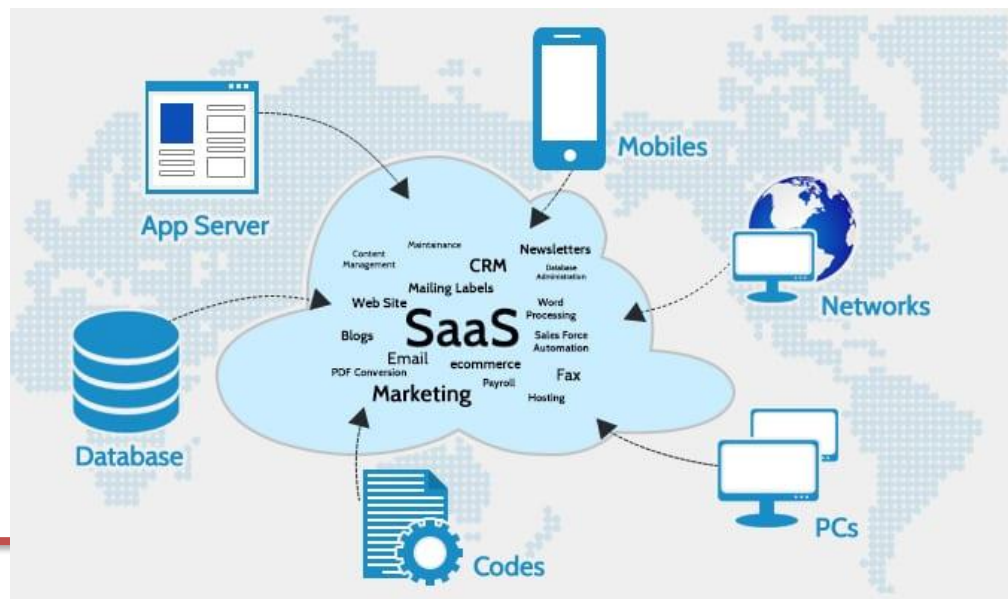 Mobiles
App Server
Content
Management
Maintainance
Newsletters
CRM
Database
Administration
Mailing Labels
Web Site
Word
Processing
SaaS
Blogs
Sales Force
Automation
Email
ecommerce
PDF Conversion
Payroll
Fax
Marketing
Hosting
Networks
Database
PCs
Codes